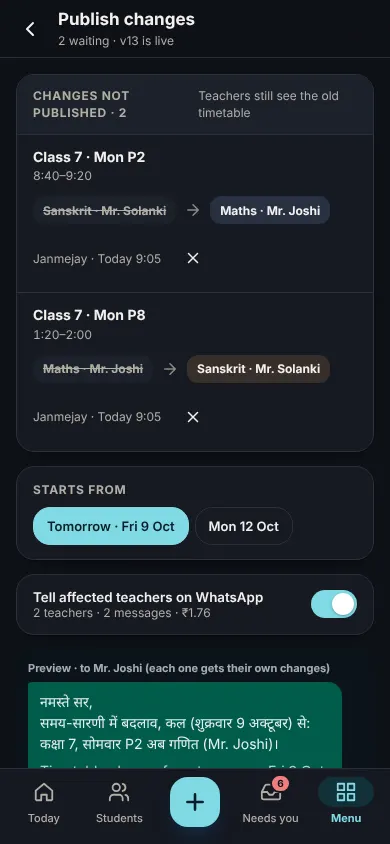 Publish changes
2 waiting · v13 is live
CHANGES NOT
PUBLISHED · 2
Teachers still see the old
timetable
Class 7 · Mon P2
8:40–9:20
Sanskrit · Mr. Solanki → Maths · Mr. Joshi
Janmejay · Today 9:05
Class 7 · Mon P8
1:20–2:00
Maths · Mr. Joshi → Sanskrit · Mr. Solanki
Janmejay · Today 9:05
STARTS FROM
Tomorrow · Fri 9 Oct
Mon 12 Oct
Tell affected teachers on WhatsApp
2 teachers · 2 messages · ₹1.76
Preview · to Mr. Joshi (each one gets their own changes)
नमस्ते सर,
समय-सारणी में बदलाव, कल (शुक्रवार 9 अक्टूबर) से:
कक्षा 7, सोमवार P2 अब गणित (Mr. Joshi)।
Today
Students
6
Needs you
Menu